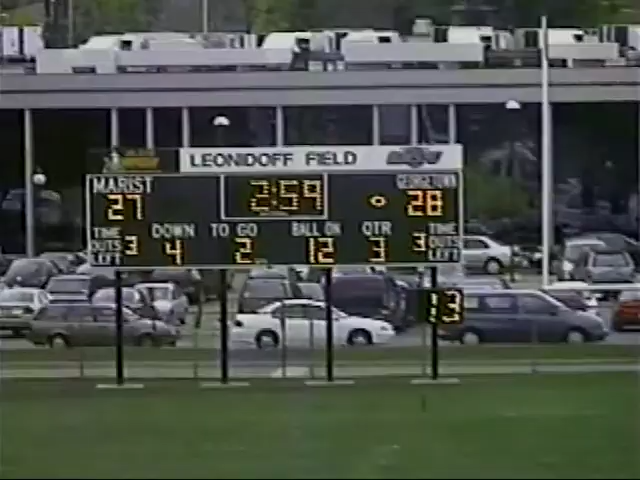 LEONIDOFF FIELD
MARIST 2:59 GEORGETOWN
27 28
DOWN TO GO BALL ON QTR
TIME OUTS LEFT 3 4 2 12 3 3 TIME OUTS LEFT
13